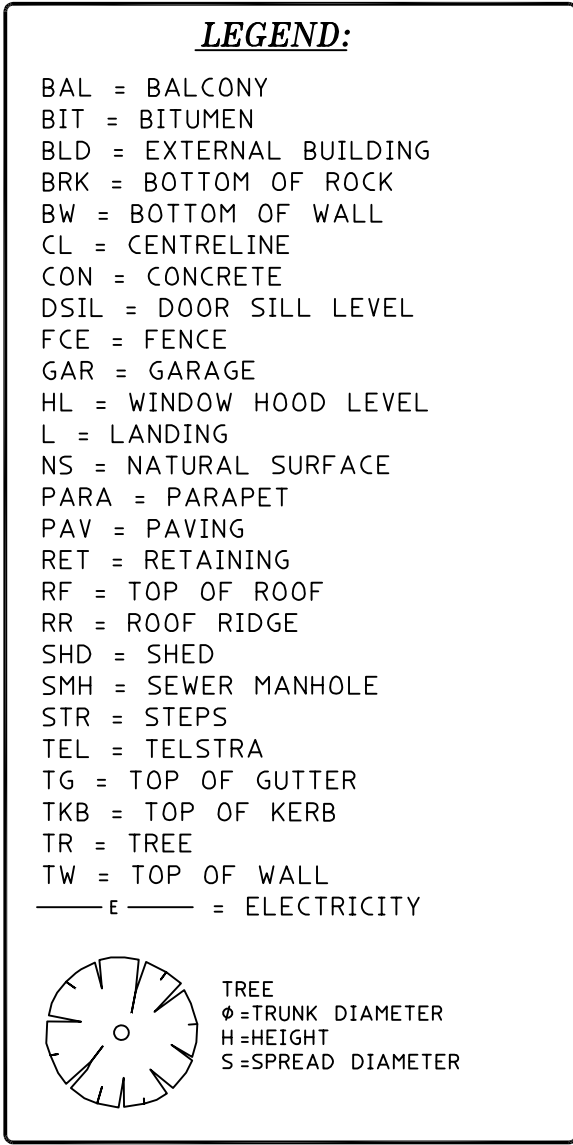 LEGEND:
BAL = BALCONY
BIT = BITUMEN
BLD = EXTERNAL BUILDING
BRK = BOTTOM OF ROCK
BW = BOTTOM OF WALL
CL = CENTRELINE
CON = CONCRETE
DSIL = DOOR SILL LEVEL
FCE = FENCE
GAR = GARAGE
HL = WINDOW HOOD LEVEL
L = LANDING
NS = NATURAL SURFACE
PARA = PARAPET
PAV = PAVING
RET = RETAINING
RF = TOP OF ROOF
RR = ROOF RIDGE
SHD = SHED
SMH = SEWER MANHOLE
STR = STEPS
TEL = TELSTRA
TG = TOP OF GUTTER
TKB = TOP OF KERB
TR = TREE
TW = TOP OF WALL
E = ELECTRICITY
TREE
Ø=TRUNK DIAMETER
H=HEIGHT
S=SPREAD DIAMETER